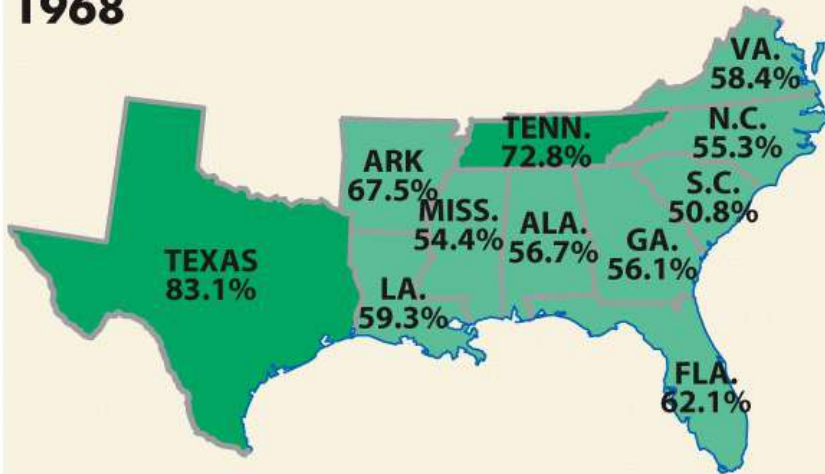 1968
VA.
58.4%
N.C.
55.3%
TENN.
72.8%
ARK
67.5%
S.C.
50.8%
MISS.
54.4%
ALA.
56.7%
GA.
56.1%
TEXAS
83.1%
LA.
59.3%
FLA.
62.1%